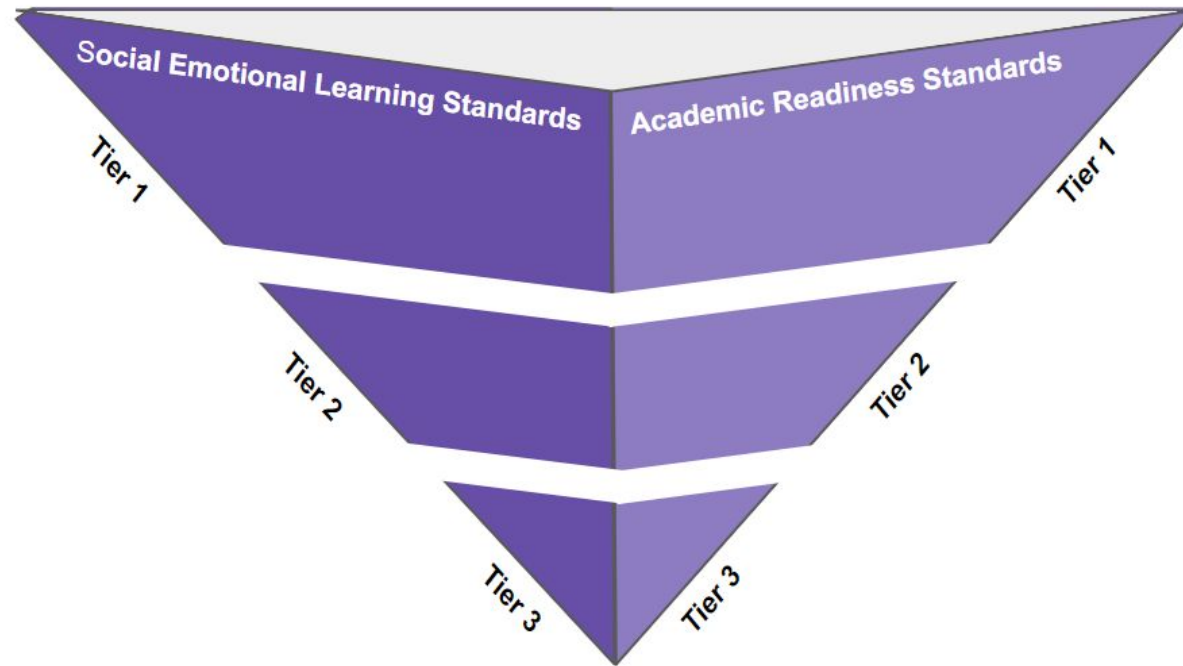 Social Emotional Learning Standards
Academic Readiness Standards
Tier 1
Tier 1
Tier 2
Tier 2
Tier 3
Tier 3